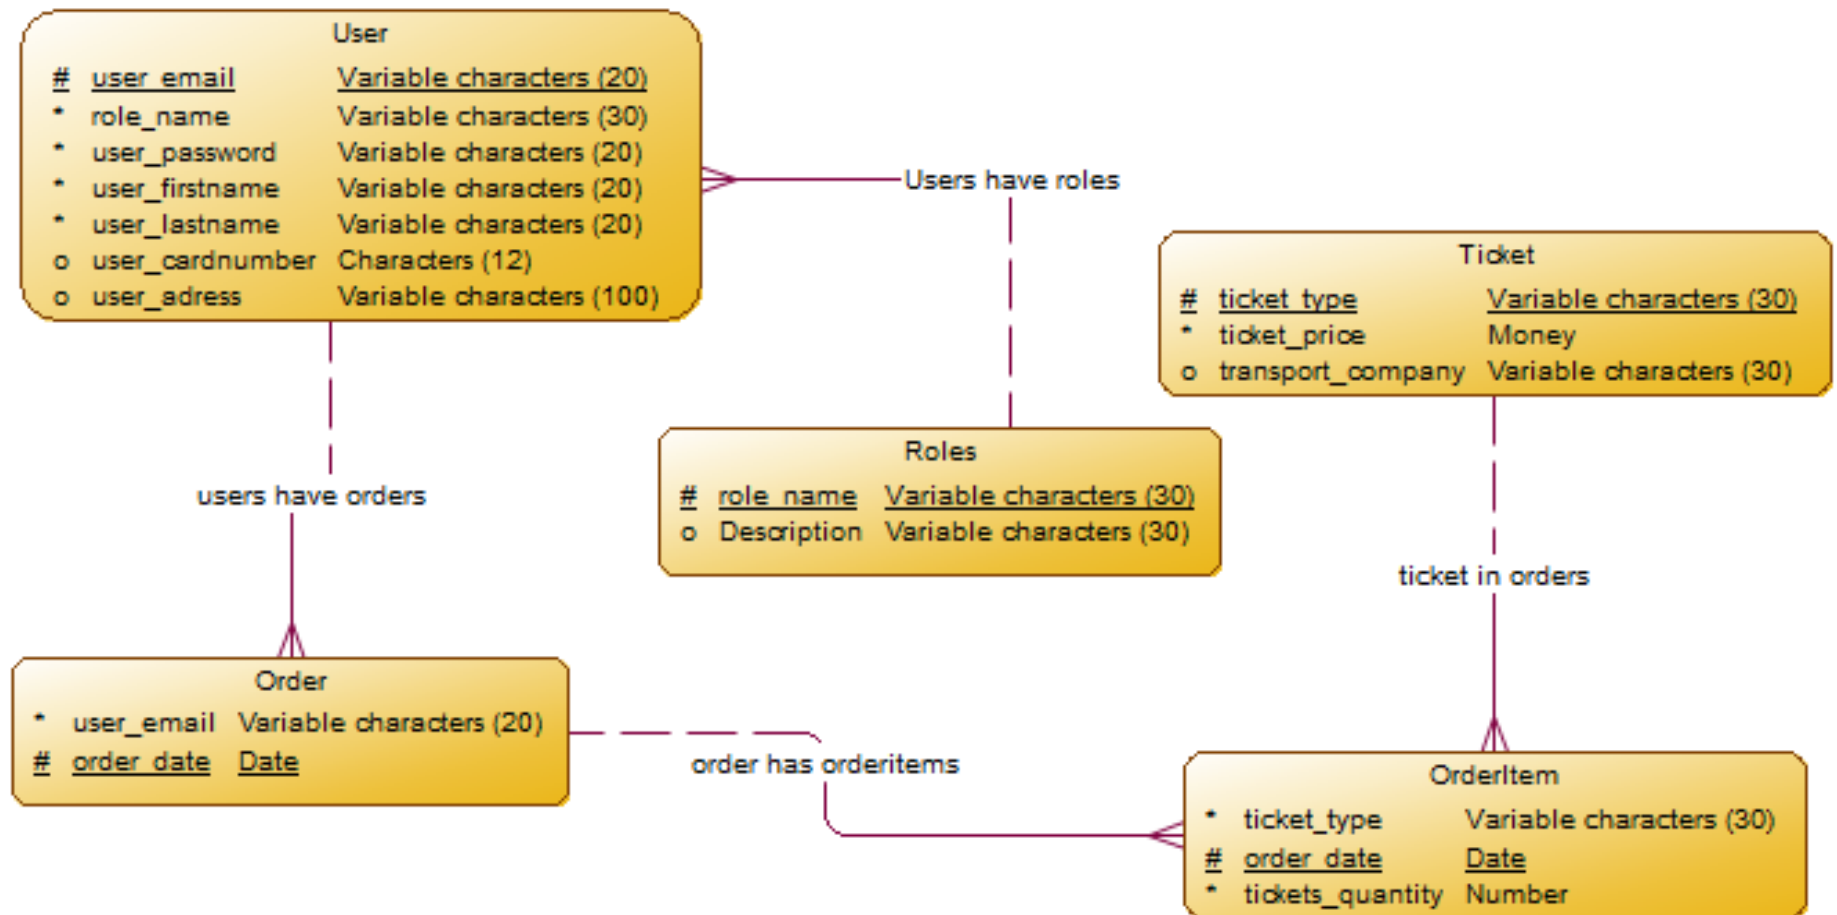 User
# user_email Variable characters (20)
* role_name Variable characters (30)
* user_password Variable characters (20)
* user_firstname Variable characters (20)
* user_lastname Variable characters (20)
o user_cardnumber Characters (12)
o user_adress Variable characters (100)
Users have roles
Ticket
# ticket_type Variable characters (30)
* ticket_price Money
o transport_company Variable characters (30)
Roles
# role_name Variable characters (30)
o Description Variable characters (30)
users have orders
ticket in orders
Order
* user_email Variable characters (20)
# order_date Date
order has orderitems
OrderItem
* ticket_type Variable characters (30)
# order_date Date
* tickets_quantity Number